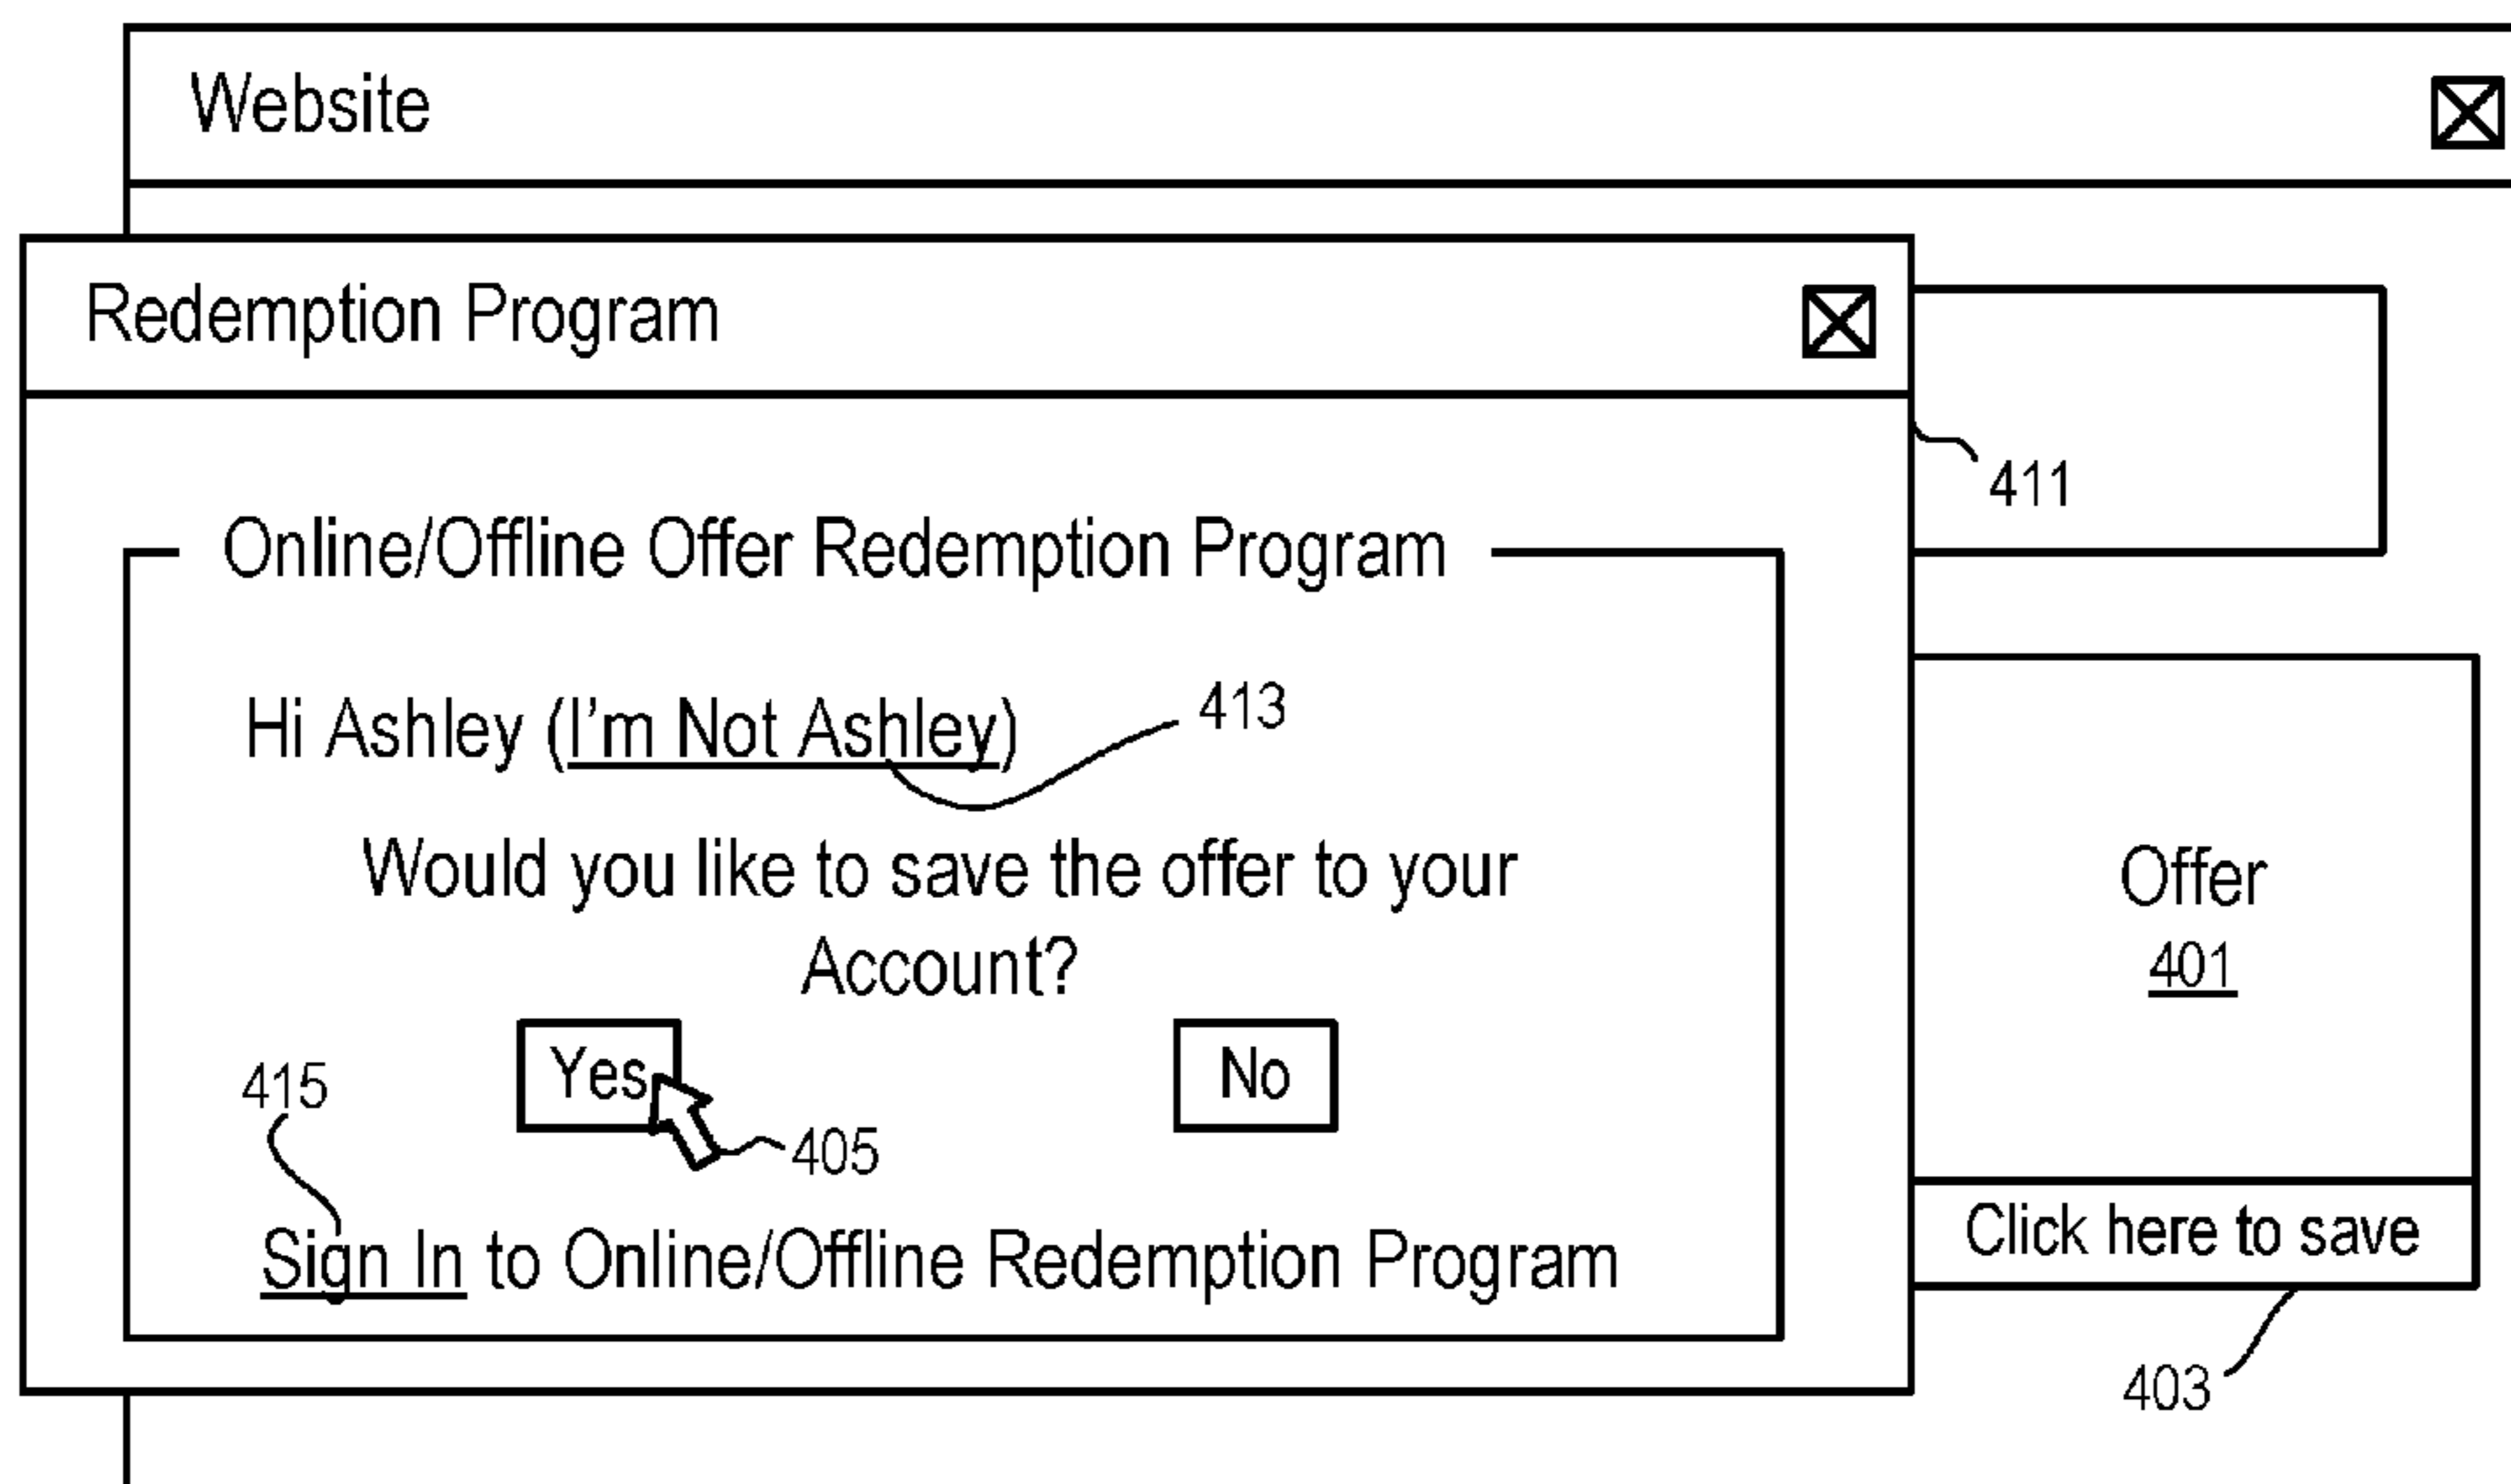 Website
Redemption Program
411
Online/Offline Offer Redemption Program
Hi Ashley (I'm Not Ashley)
413
Would you like to save the offer to your
Account?
Offer
401
Yes
No
415
405
Sign In to Online/Offline Redemption Program
Click here to save
403